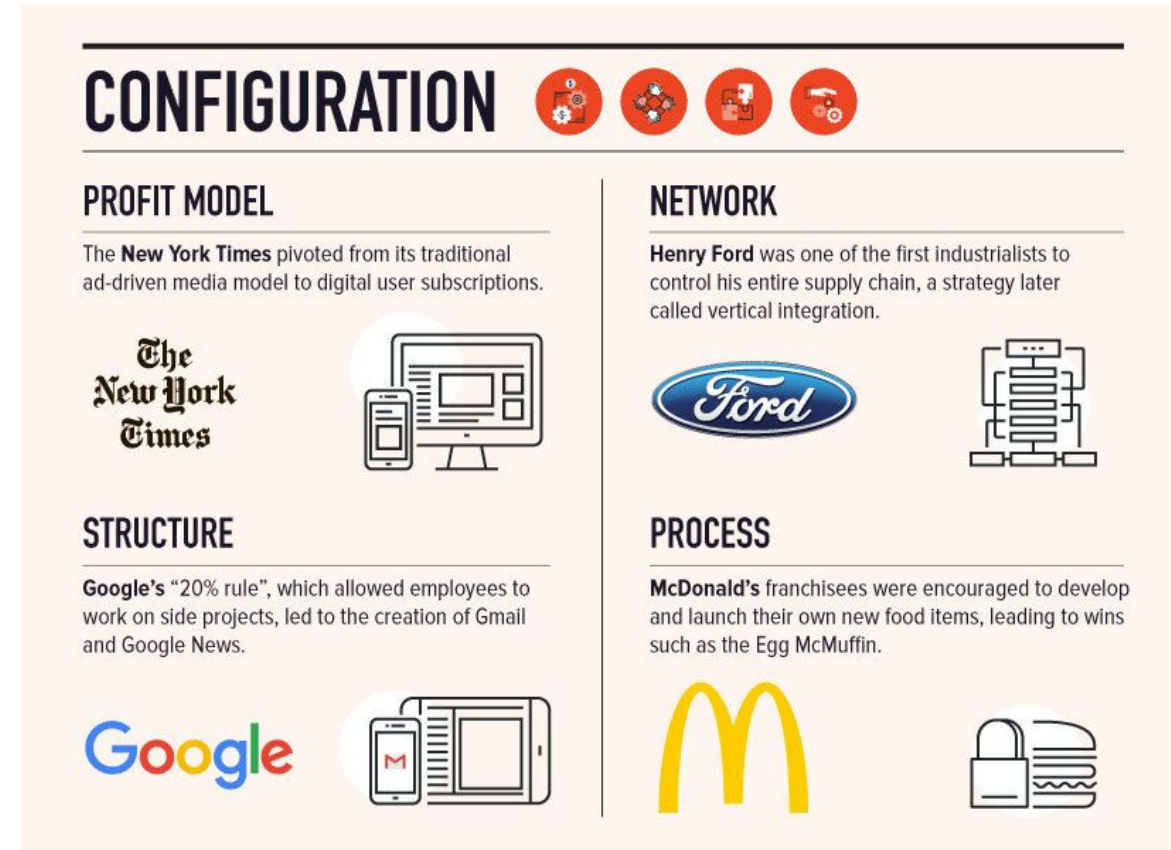 CONFIGURATION
PROFIT MODEL
The New York Times pivoted from its traditional
ad-driven media model to digital user subscriptions.
The
New York
Times
NETWORK
Henry Ford was one of the first industrialists to
control his entire supply chain, a strategy later
called vertical integration.
Ford
STRUCTURE
Google’s “20% rule”, which allowed employees to
work on side projects, led to the creation of Gmail
and Google News.
Google
PROCESS
McDonald’s franchisees were encouraged to develop
and launch their own new food items, leading to wins
such as the Egg McMuffin.